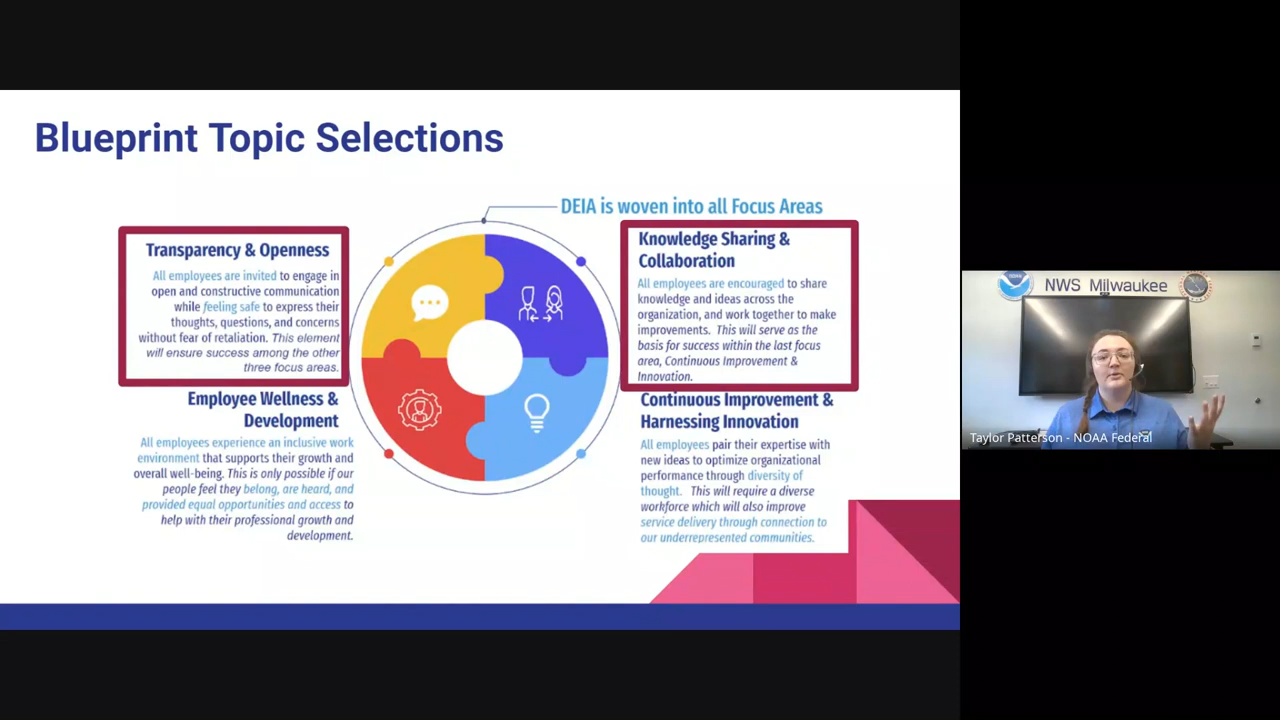 Blueprint Topic Selections
DEIA is woven into all Focus Areas
Transparency & Openness
All employees are invited to engage in
open and constructive communication
while feeling safe to express their
thoughts, questions, and concerns
without fear of retaliation. This element
will ensure success among the other
three focus areas.
Knowledge Sharing &
Collaboration
All employees are encouraged to share
knowledge and ideas across the
organization, and work together to make
improvements. This will serve as the
basis for success within the last focus
area, Continuous Improvement &
Innovation.
Employee Wellness &
Development
All employees experience an inclusive work
environment that supports their growth and
overall well-being. This is only possible if our
people feel they belong, are heard, and
provided equal opportunities and access to
help with their professional growth and
development.
Continuous Improvement &
Harnessing Innovation
All employees pair their expertise with
new ideas to optimize organizational
performance through diversity of
thought. This will require a diverse
workforce which will also improve
service delivery through connection to
our underrepresented communities.
NWS Milwaukee
Taylor Patterson - NOAA Federal